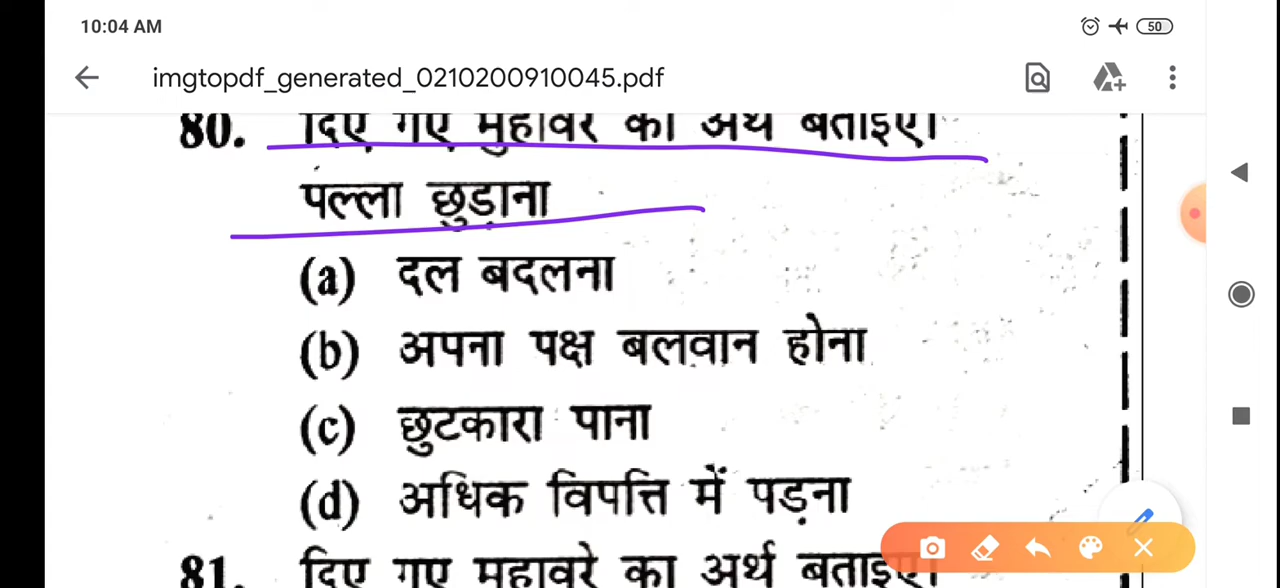 10:04 AM
50
imgtopdf_generated_0210200910045.pdf
80. दिए गए मुहावरे का अर्थ बताइए।
पल्ला छुड़ाना
(a) दल बदलना
(b) अपना पक्ष बलवान होना
(c) छुटकारा पाना
(d) अधिक विपत्ति में पड़ना
81. दिए गए मुहावरे का अर्थ बताइए।